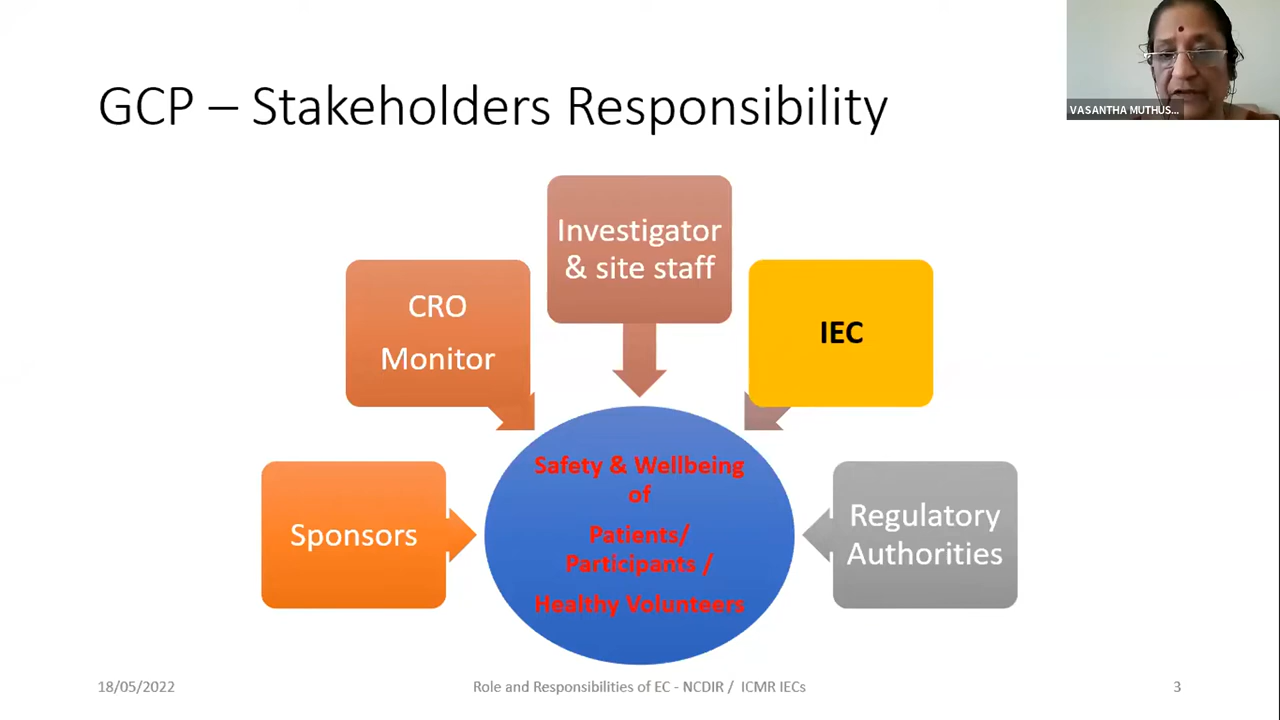 GCP – Stakeholders Responsibility
VASANTHA MUTHUS...
Investigator
& site staff
CRO
Monitor
IEC
Sponsors
Safety & Wellbeing
of
Patients/
Participants /
Healthy Volunteers
Regulatory
Authorities
18/05/2022
Role and Responsibilities of EC - NCDIR / ICMR IECs
3